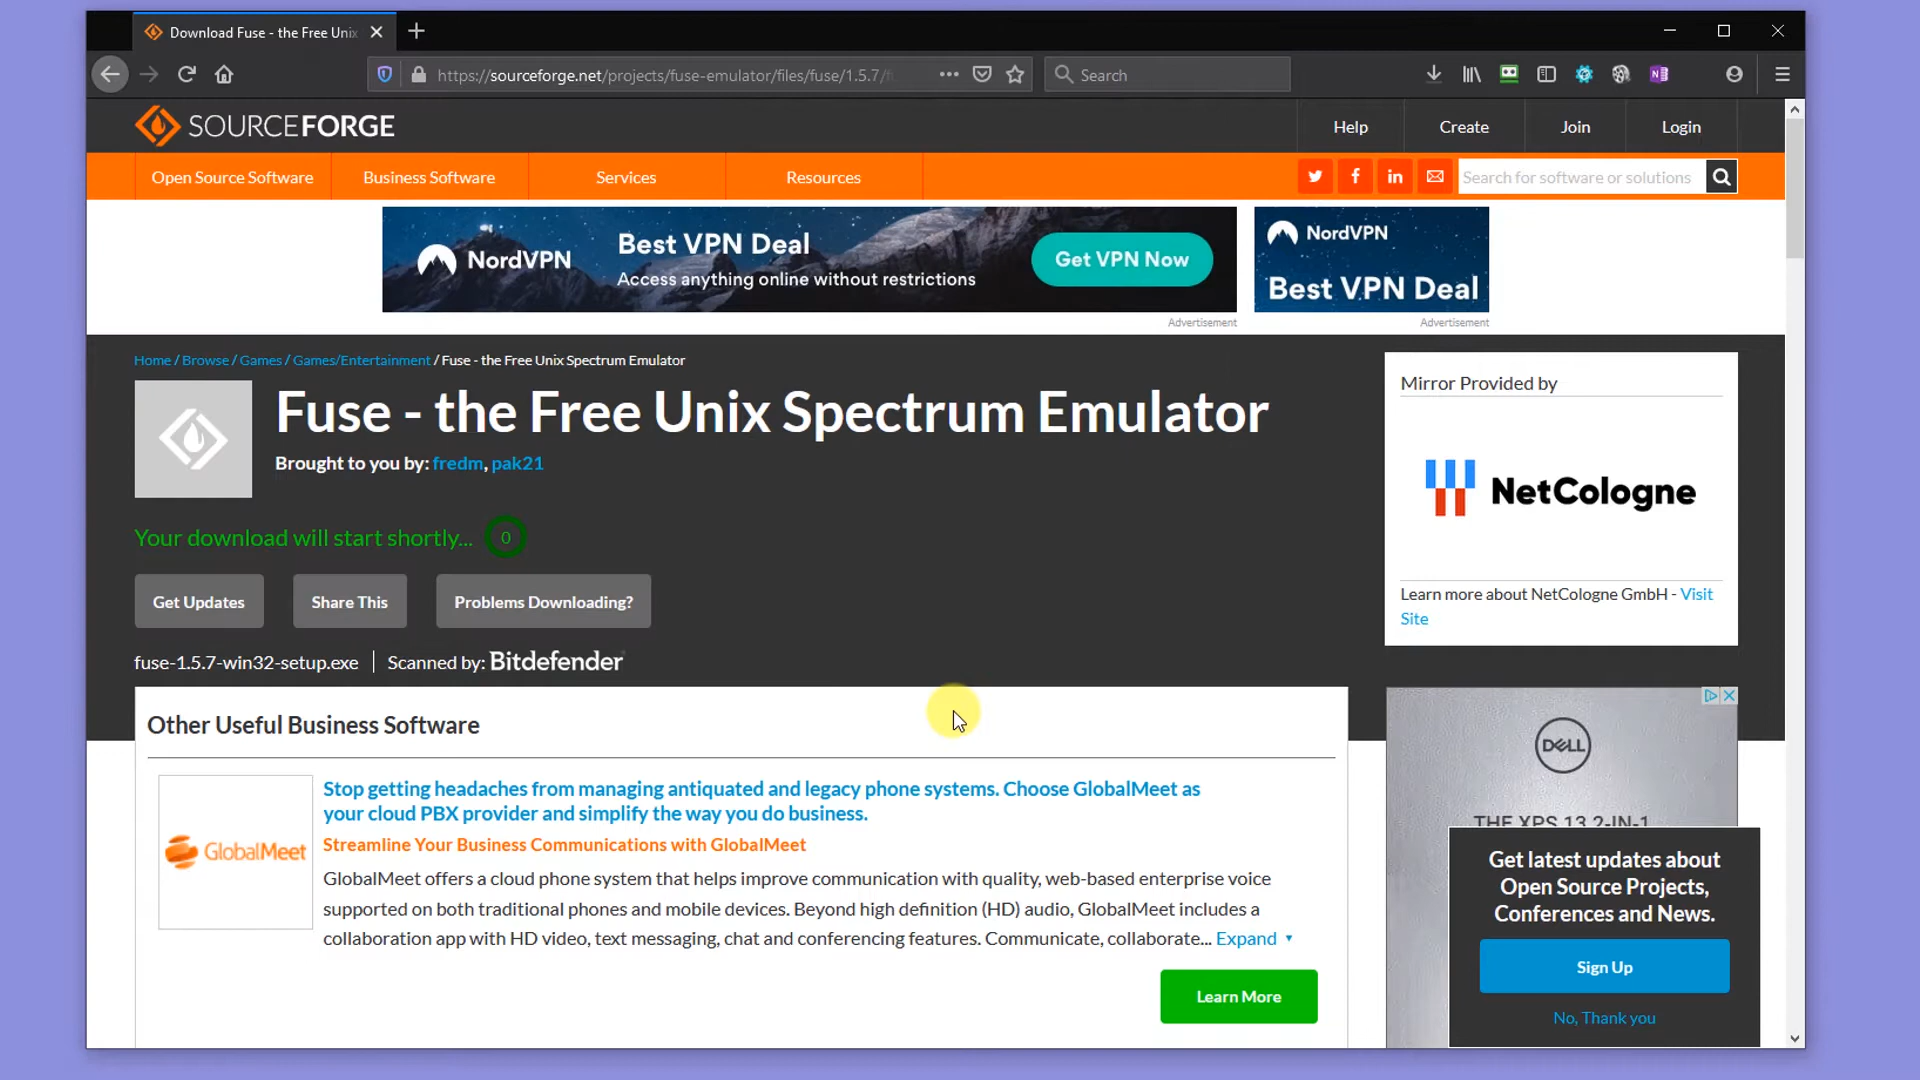 Download Fuse - the Free Unix
https://sourceforge.net/projects/fuse-emulator/files/fuse/1.5.7/f
Search
SOURCEFORGE
Help
Create
Join
Login
Open Source Software
Business Software
Services
Resources
Search for software or solutions
NordVPN
Best VPN Deal
Access anything online without restrictions
Get VPN Now
NordVPN
Best VPN Deal
Advertisement
Advertisement
Home / Browse / Games / Games/Entertainment / Fuse - the Free Unix Spectrum Emulator
Fuse - the Free Unix Spectrum Emulator
Brought to you by: fredm, pak21
Mirror Provided by
NetCologne
Learn more about NetCologne GmbH - Visit
Site
Your download will start shortly... 0
Get Updates
Share This
Problems Downloading?
fuse-1.5.7-win32-setup.exe | Scanned by: Bitdefender
Other Useful Business Software
GlobalMeet
Stop getting headaches from managing antiquated and legacy phone systems. Choose GlobalMeet as
your cloud PBX provider and simplify the way you do business.
Streamline Your Business Communications with GlobalMeet
GlobalMeet offers a cloud phone system that helps improve communication with quality, web-based enterprise voice
supported on both traditional phones and mobile devices. Beyond high definition (HD) audio, GlobalMeet includes a
collaboration app with HD video, text messaging, chat and conferencing features. Communicate, collaborate... Expand
Learn More
DELL
THE XPS 13 2-IN-1
Get latest updates about
Open Source Projects,
Conferences and News.
Sign Up
No, Thank you